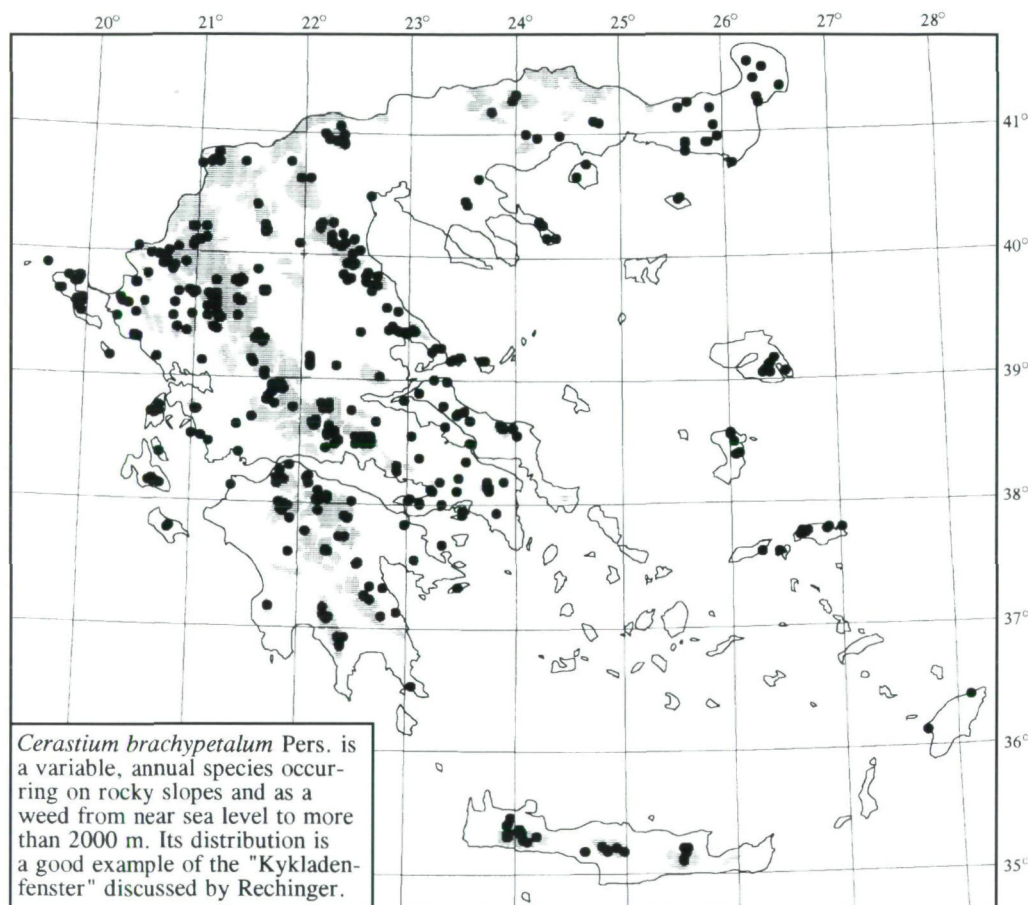 20° 21° 22° 23° 24° 25° 26° 27° 28°
41°
40°
39°
38°
37°
36°
35°
Cerastium brachypetalum Pers. is
a variable, annual species occur-
ring on rocky slopes and as a
weed from near sea level to more
than 2000 m. Its distribution is
a good example of the "Kykladen-
fenster" discussed by Rechinger.